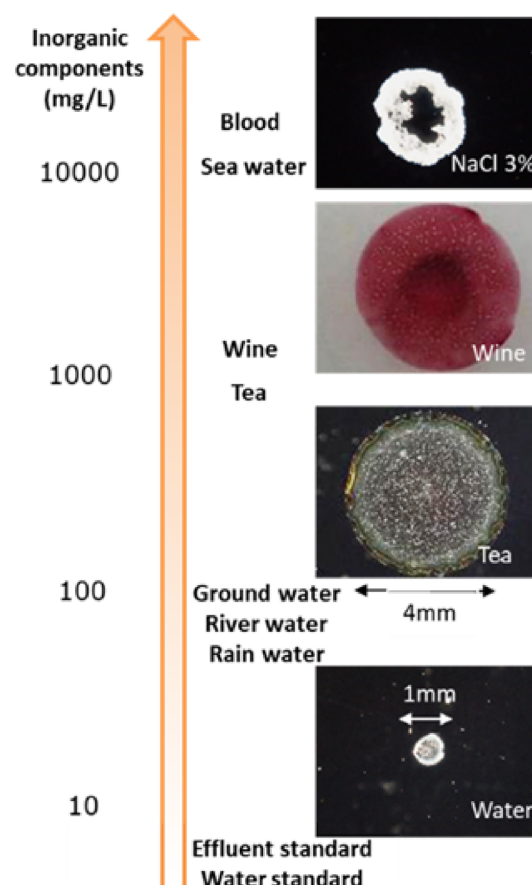 Inorganic
components
(mg/L)
Blood
Sea water
10000
NaCl 3%
Wine
Wine
1000
Tea
Tea
100
Ground water
River water
Rain water
4mm
1mm
10
Water
Effluent standard
Water standard